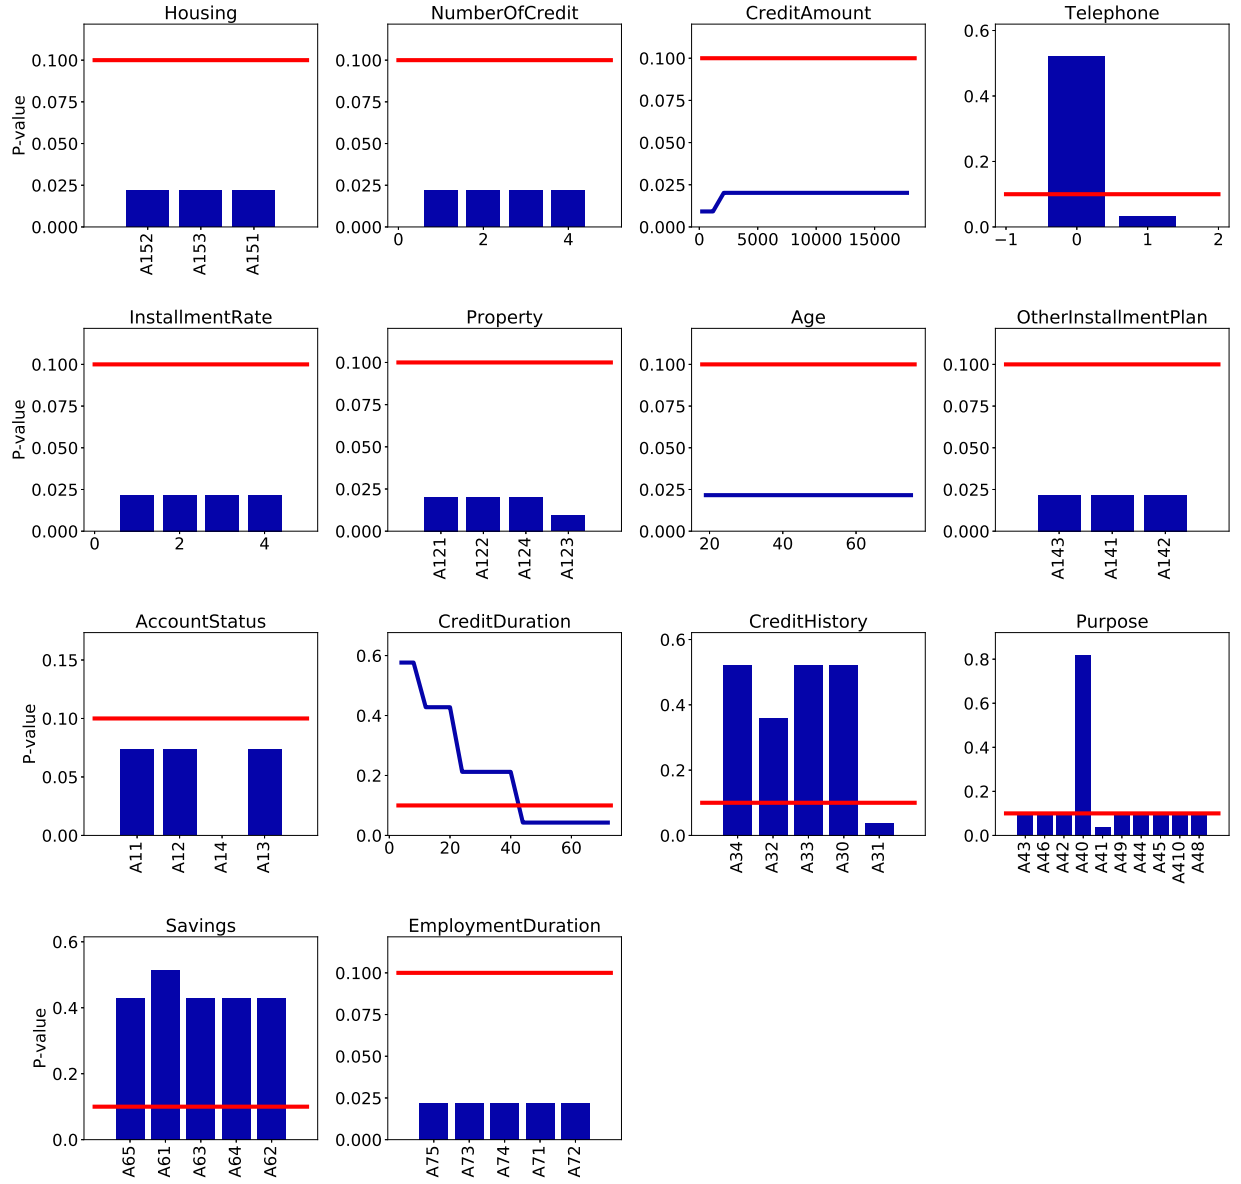 Housing
NumberOfCredit
CreditAmount
Telephone
P-value
0.100
0.075
0.050
0.025
0.000
A152
A153
A151
0.100
0.075
0.050
0.025
0.000
0
2
4
0.100
0.075
0.050
0.025
0.000
0
5000
10000
15000
0.6
0.4
0.2
0.0
−1
0
1
2
InstallmentRate
Property
Age
OtherInstallmentPlan
P-value
0.100
0.075
0.050
0.025
0.000
0
2
4
0.100
0.075
0.050
0.025
0.000
A121
A122
A124
A123
0.100
0.075
0.050
0.025
0.000
20
40
60
0.100
0.075
0.050
0.025
0.000
A143
A141
A142
AccountStatus
CreditDuration
CreditHistory
Purpose
P-value
0.15
0.10
0.05
0.00
A11
A12
A14
A13
0.6
0.4
0.2
0.0
0
20
40
60
0.6
0.4
0.2
0.0
A34
A32
A33
A30
A31
0.8
0.6
0.4
0.2
0.0
A43
A46
A42
A40
A41
A49
A44
A45
A410
A48
Savings
EmploymentDuration
P-value
0.6
0.4
0.2
0.0
A65
A61
A63
A64
A62
0.100
0.075
0.050
0.025
0.000
A75
A73
A74
A71
A72